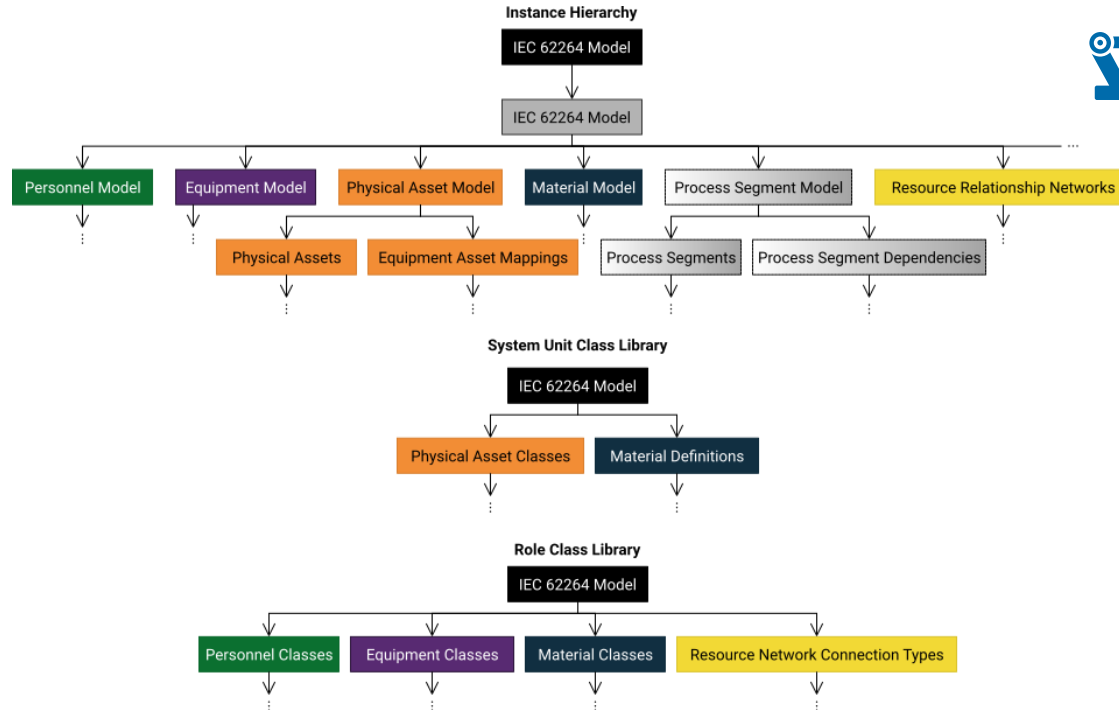 Instance Hierarchy
IEC 62264 Model
IEC 62264 Model
...
Personnel Model
Equipment Model
Physical Asset Model
Material Model
Process Segment Model
Resource Relationship Networks
Physical Assets
Equipment Asset Mappings
Process Segments
Process Segment Dependencies
System Unit Class Library
IEC 62264 Model
Physical Asset Classes
Material Definitions
Role Class Library
IEC 62264 Model
Personnel Classes
Equipment Classes
Material Classes
Resource Network Connection Types